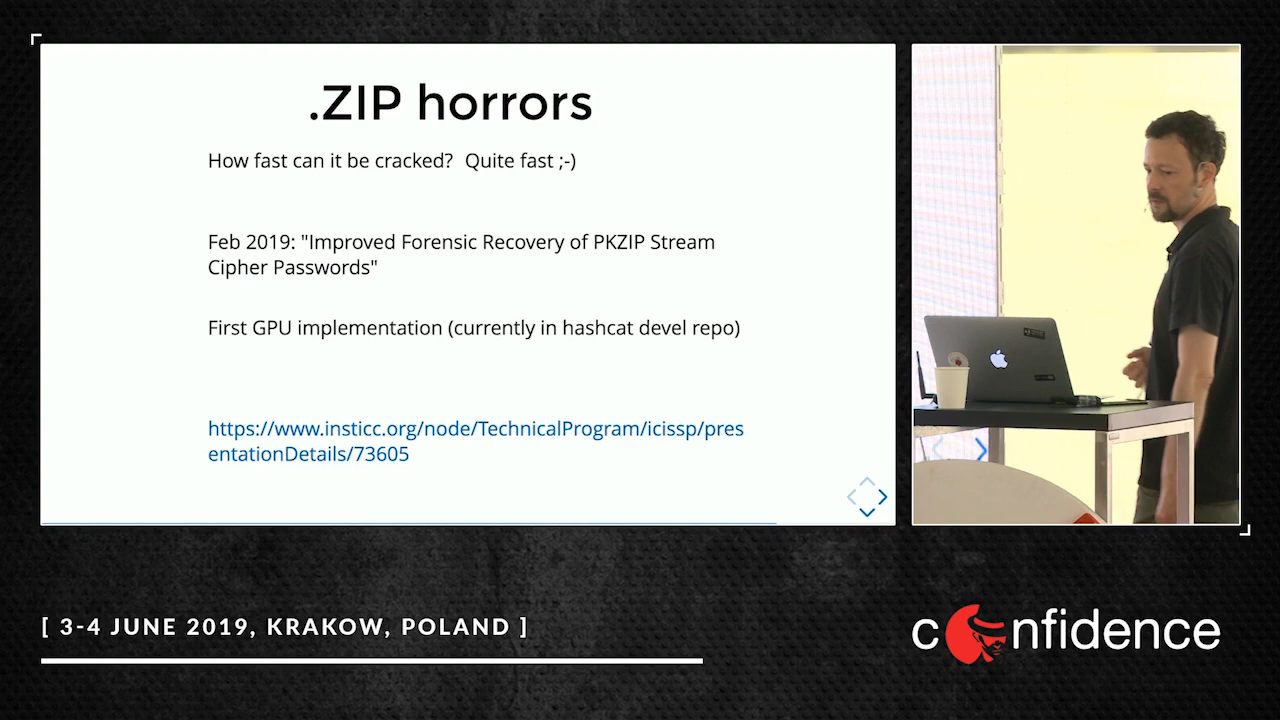 .ZIP horrors
How fast can it be cracked? Quite fast ;-)
Feb 2019: "Improved Forensic Recovery of PKZIP Stream
Cipher Passwords"
First GPU implementation (currently in hashcat devel repo)
https://www.insticc.org/node/TechnicalProgram/icissp/pres
entationDetails/73605
[ 3-4 JUNE 2019, KRAKOW, POLAND ]
confidence